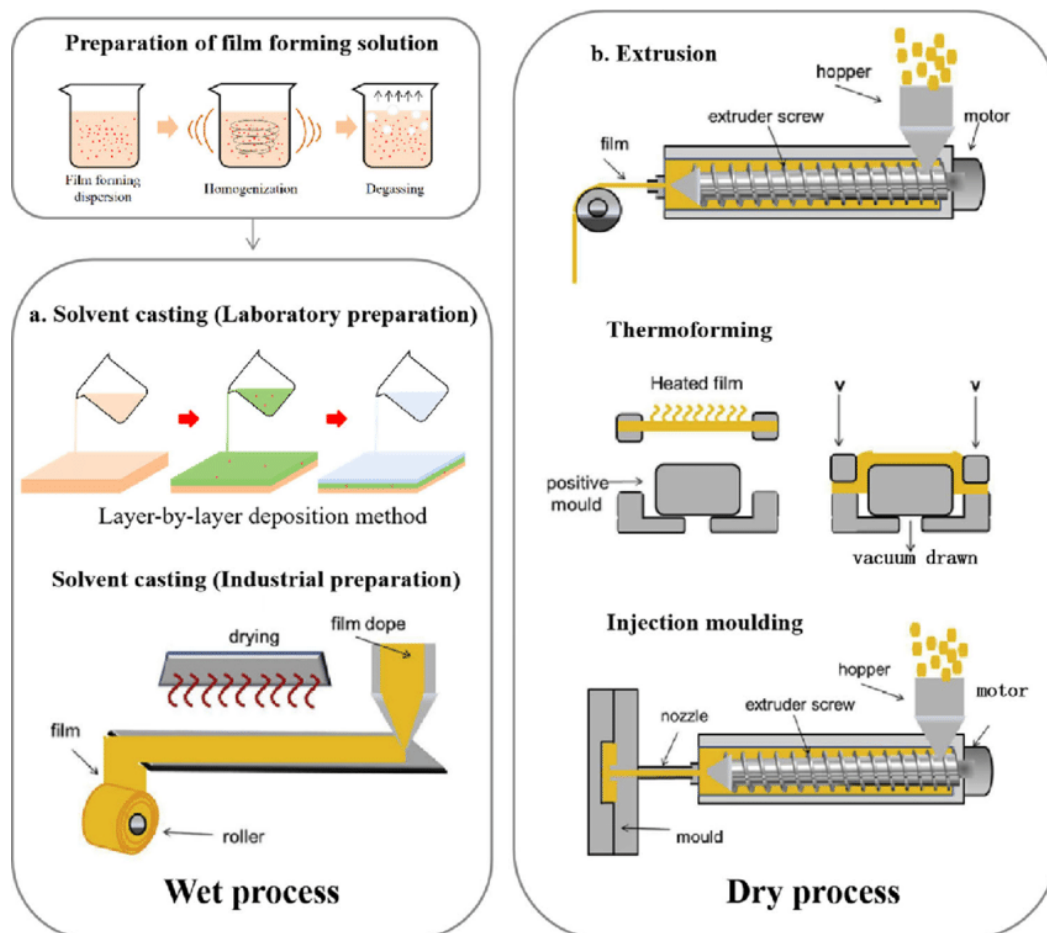 Preparation of film forming solution
Film forming
dispersion
Homogenization
Degassing
a. Solvent casting (Laboratory preparation)
Layer-by-layer deposition method
Solvent casting (Industrial preparation)
drying
film dope
film
roller
Wet process
b. Extrusion
hopper
extruder screw
motor
film
Thermoforming
Heated film
v
v
positive
mould
vacuum drawn
Injection moulding
hopper
motor
extruder screw
nozzle
mould
Dry process